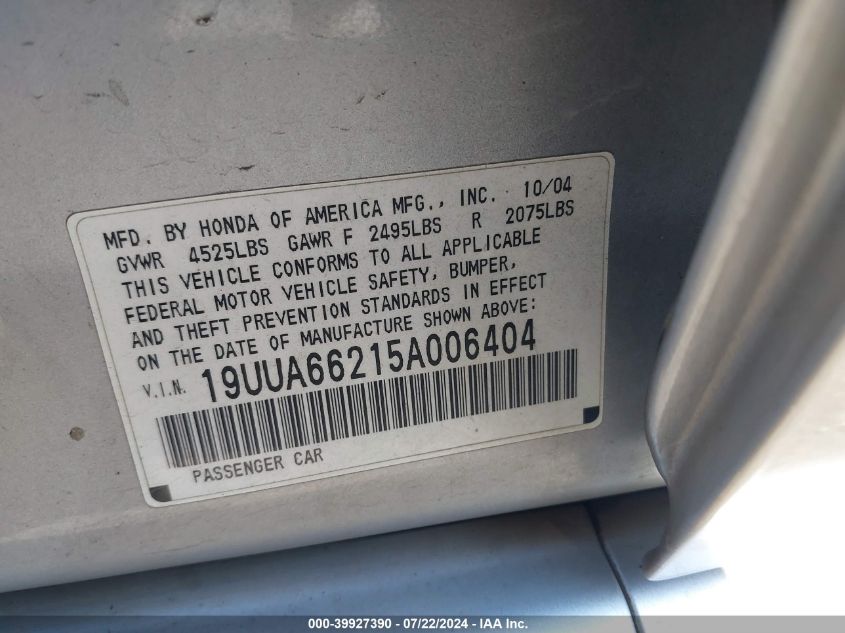 MFD. BY HONDA OF AMERICA MFG., INC. 10/04
GVWR 4525LBS GAWR F 2495LBS R 2075LBS
THIS VEHICLE CONFORMS TO ALL APPLICABLE
FEDERAL MOTOR VEHICLE SAFETY, BUMPER,
AND THEFT PREVENTION STANDARDS IN EFFECT
ON THE DATE OF MANUFACTURE SHOWN ABOVE:
V.I.N. 19UUA66215A006404
PASSENGER CAR
000-39927390 - 07/22/2024 - IAA Inc.